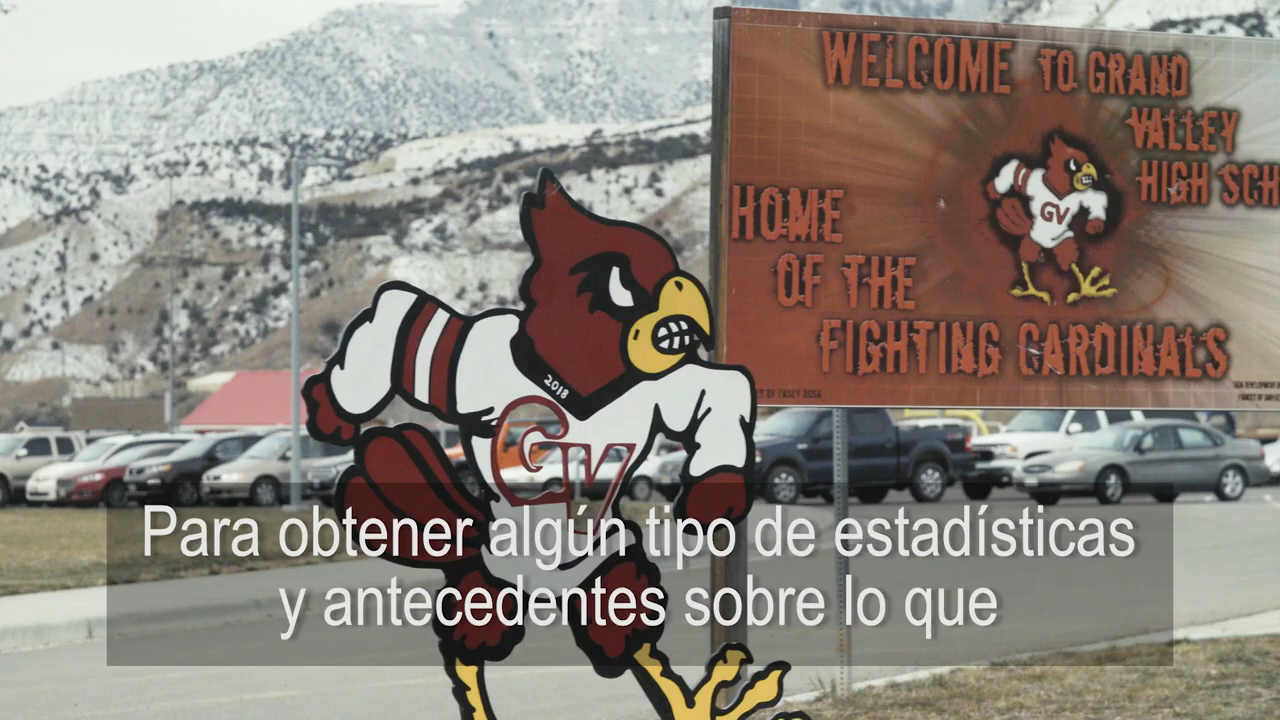 WELCOME TO GRAND
VALLEY
HIGH SCH
HOME
OF THE
FIGHTING CARDINALS
GV
2018
GV
Para obtener algún tipo de estadísticas
y antecedentes sobre lo que